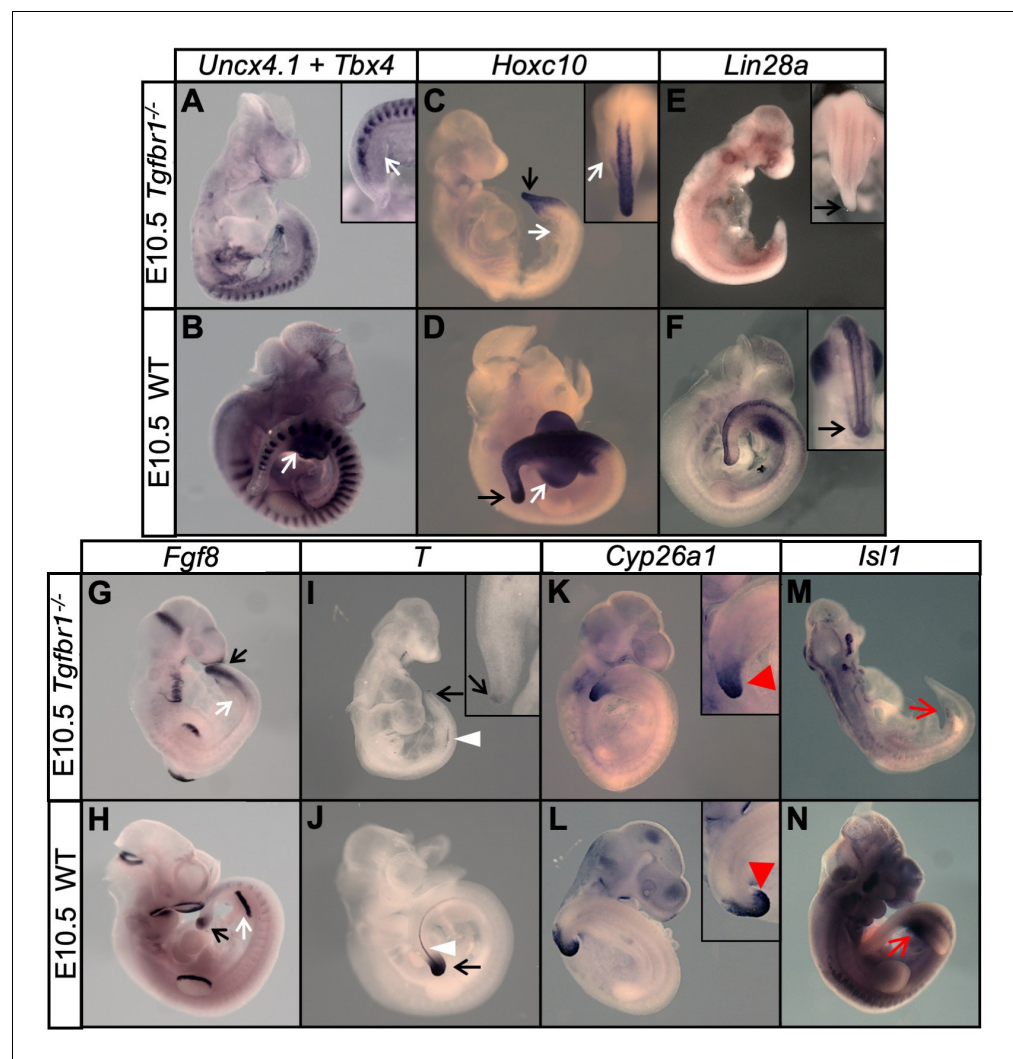 Uncx4.1 + Tbx4 Hoxc10 Lin28a
E10.5 Tgfbr1-/-
A C E
E10.5 WT
B D F
Fgf8 T Cyp26a1 Isl1
E10.5 Tgfbr1-/-
G I K M
E10.5 WT
H J L N